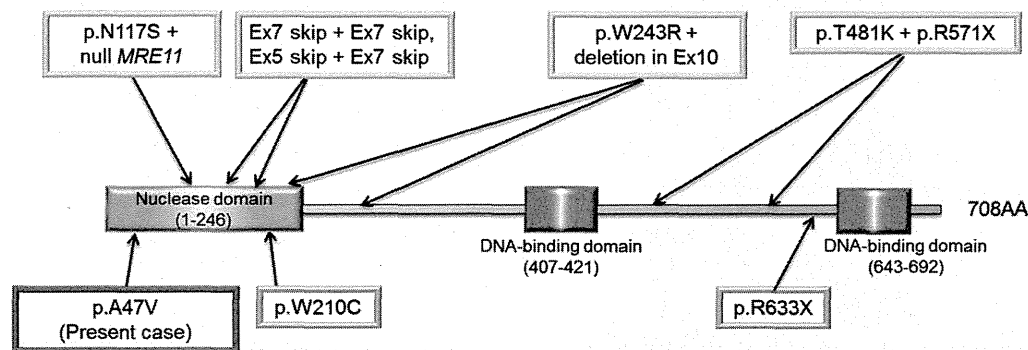 p.N117S +
null MRE11
Ex7 skip + Ex7 skip,
Ex5 skip + Ex7 skip
p.W243R +
deletion in Ex10
p.T481K + p.R571X
Nuclease domain
(1-246)
708AA
DNA-binding domain
(407-421)
DNA-binding domain
(643-692)
p.A47V
(Present case)
p.W210C
p.R633X